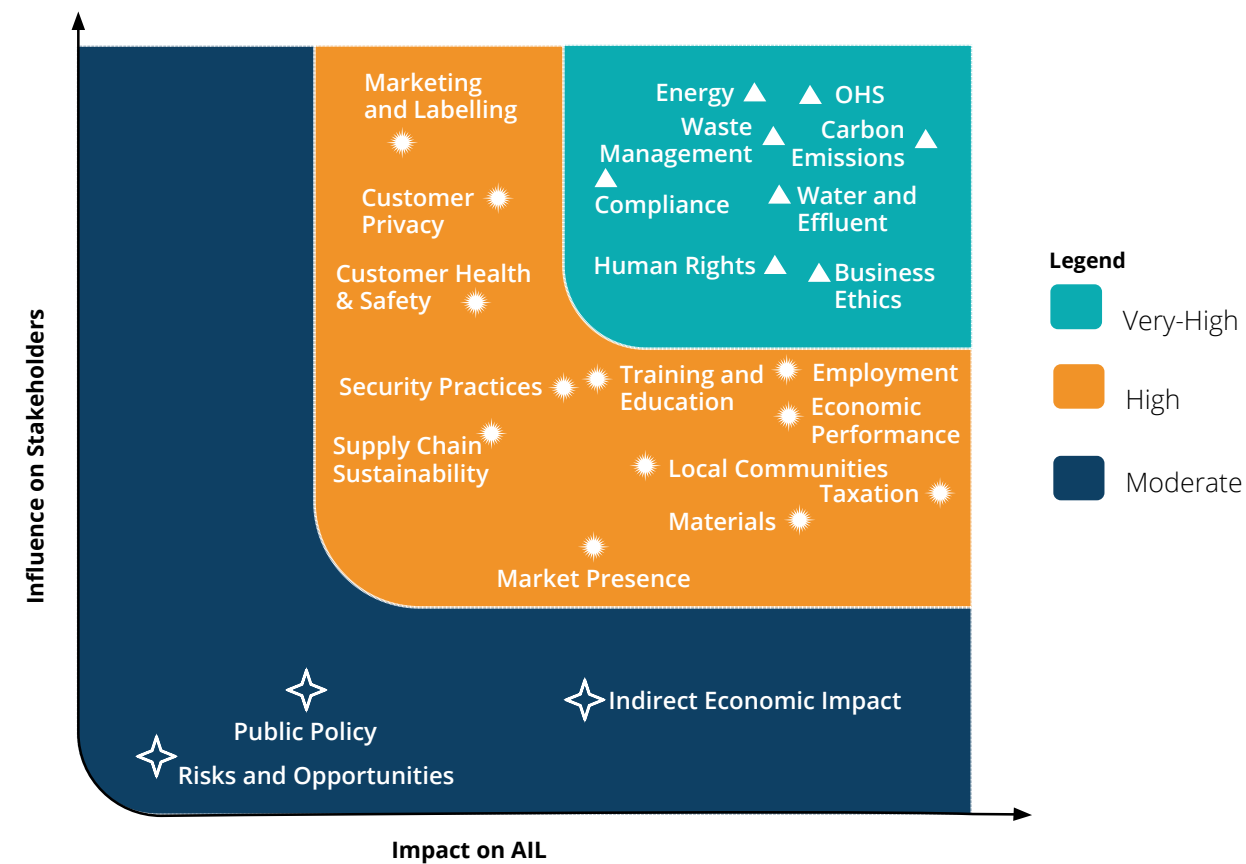 Influence on Stakeholders
Marketing
and Labelling
Customer
Privacy
Customer Health
& Safety
Security Practices
Supply Chain
Sustainability
Training and
Education
Employment
Economic
Performance
Local Communities
Taxation
Materials
Market Presence
Energy
OHS
Waste
Management
Carbon
Emissions
Compliance
Water and
Effluent
Human Rights
Business
Ethics
Public Policy
Risks and Opportunities
Indirect Economic Impact
Impact on AIL
Legend
Very-High
High
Moderate